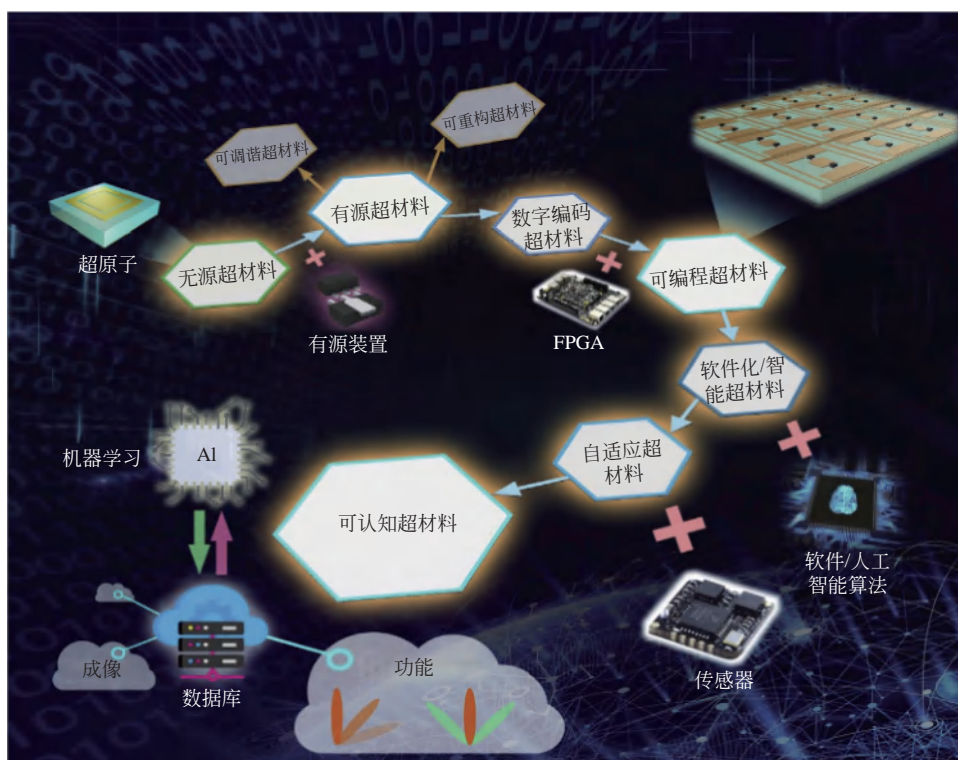 可重构超材料
可调谐超材料
有源超材料
数字编码
超材料
超原子
无源超材料
可编程超材料
有源装置
FPGA
软件化/智
能超材料
机器学习
AI
自适应超
材料
可认知超材料
软件/人工
智能算法
成像
功能
数据库
传感器